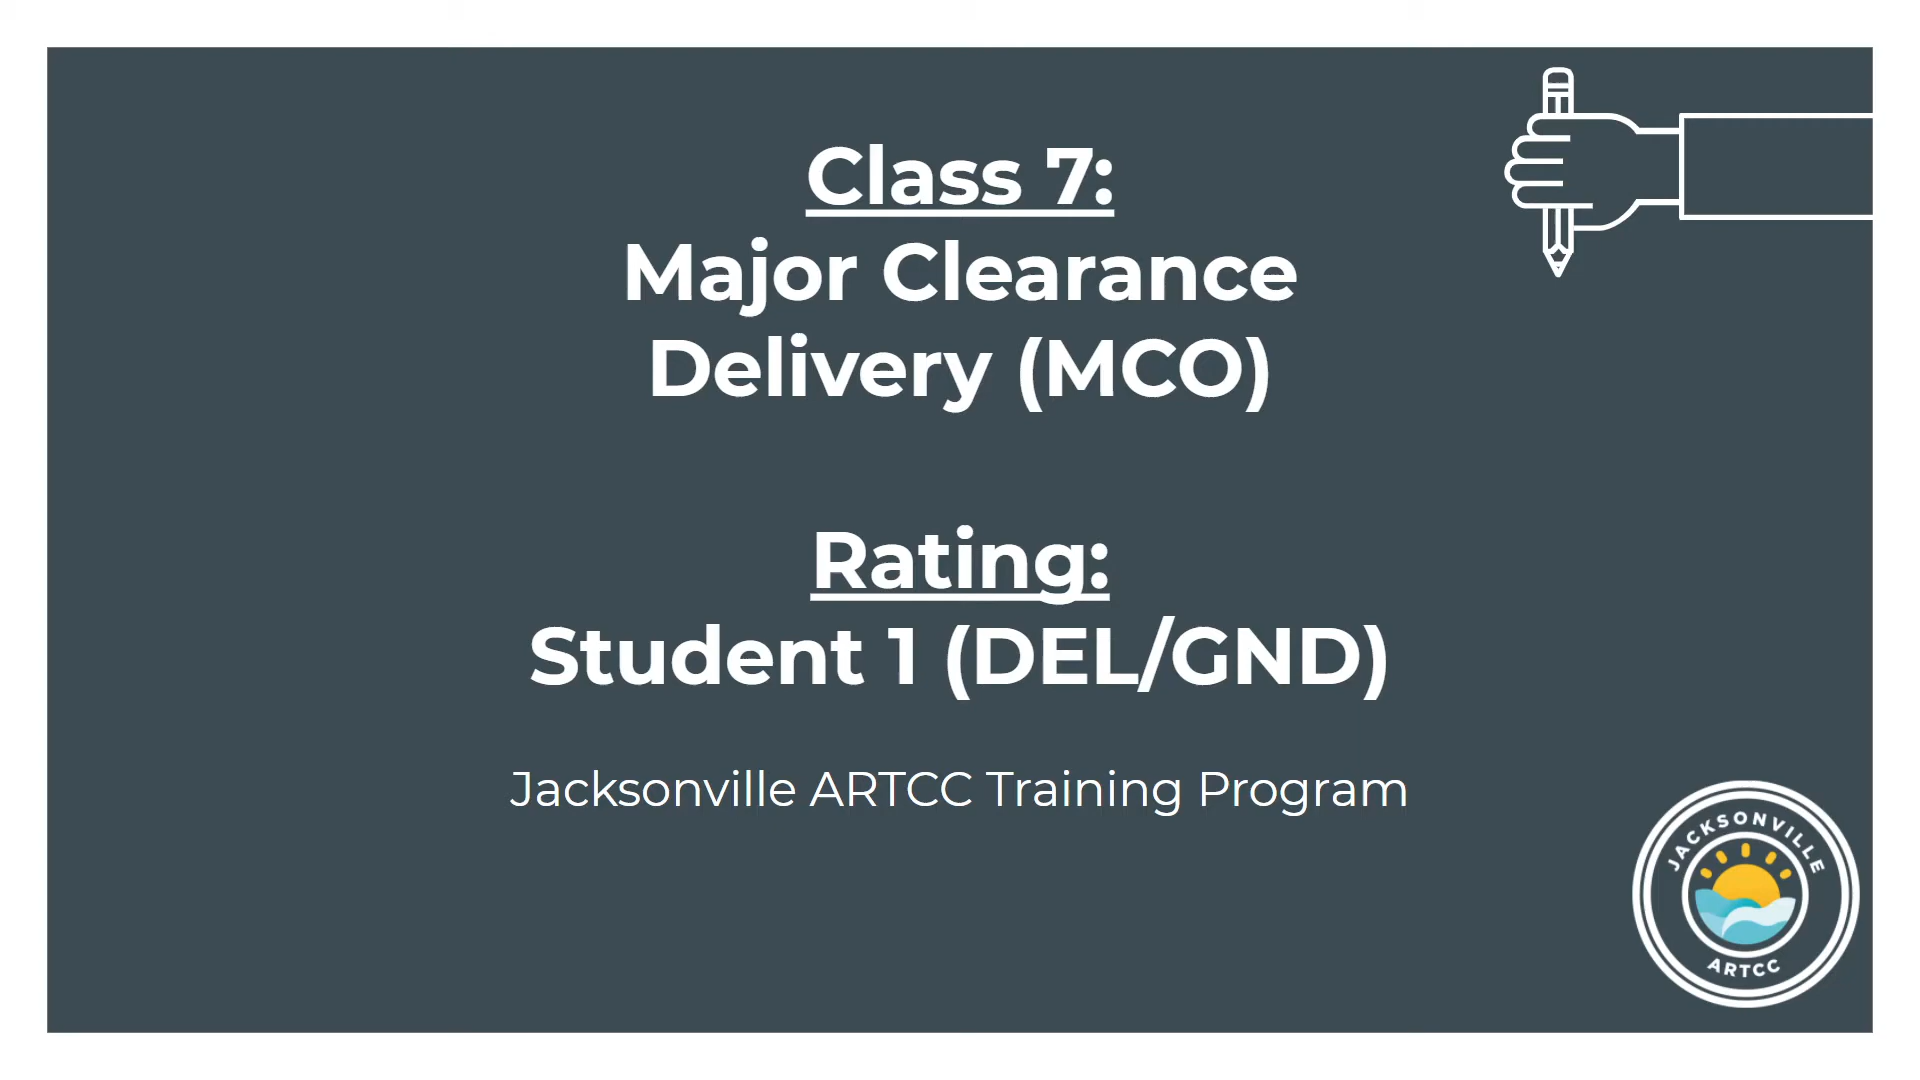 Class 7:
Major Clearance
Delivery (MCO)
Rating:
Student 1 (DEL/GND)
Jacksonville ARTCC Training Program
JACKSONVILLE
ARTCC